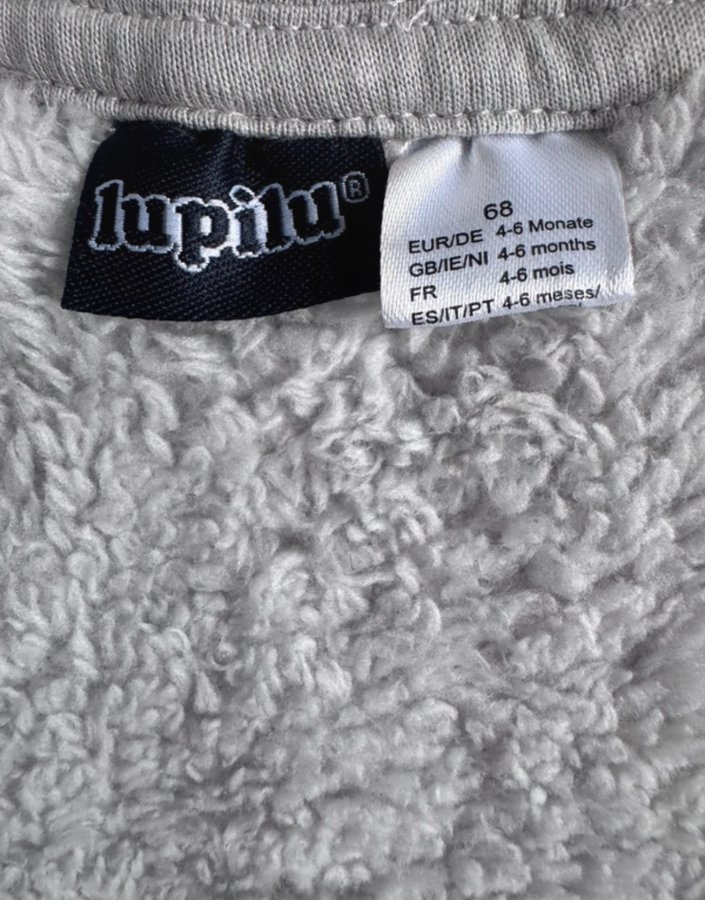 lupilu®
68
EUR/DE 4-6 Monate
GB/IE/NI 4-6 months
FR 4-6 mois
ES/IT/PT 4-6 meses/